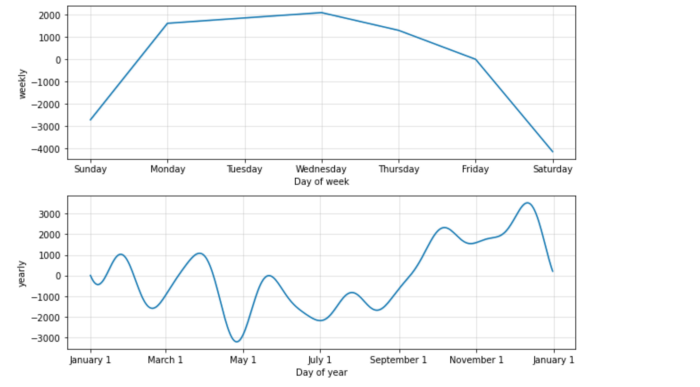 2000
1000
0
−1000
−2000
−3000
−4000
weekly
Sunday Monday Tuesday Wednesday Thursday Friday Saturday
Day of week
3000
2000
1000
0
−1000
−2000
−3000
yearly
January 1 March 1 May 1 July 1 September 1 November 1 January 1
Day of year